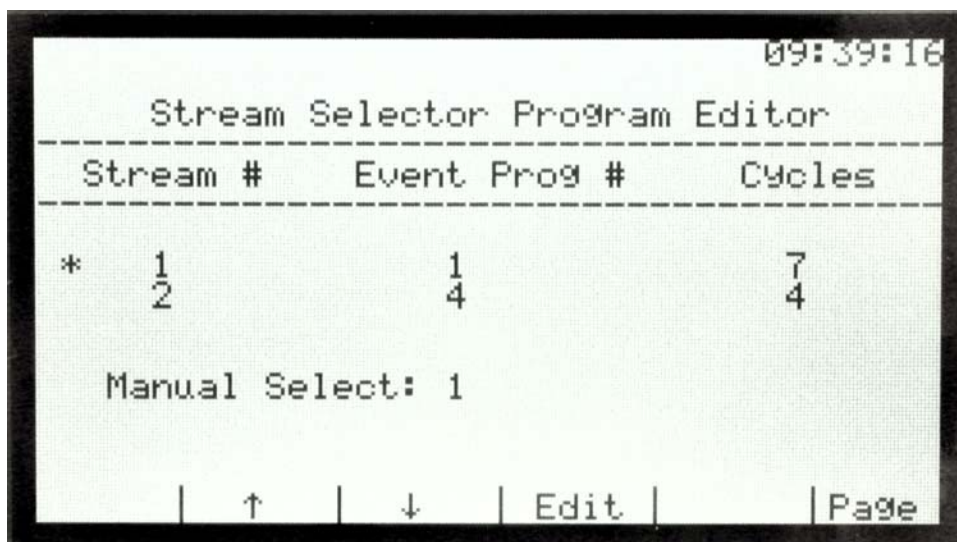 09:39:16
Stream Selector Program Editor
Stream # Event Prog # Cycles
* 1 1 7
2 4 4
Manual Select: 1
↑ ↓ Edit Page